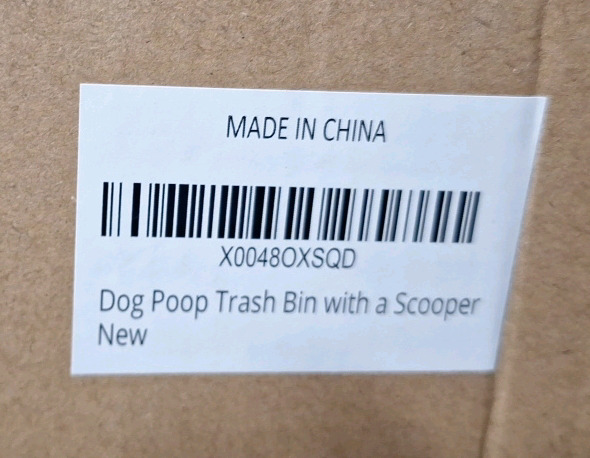 MADE IN CHINA
X0048OXSQD
Dog Poop Trash Bin with a Scooper
New